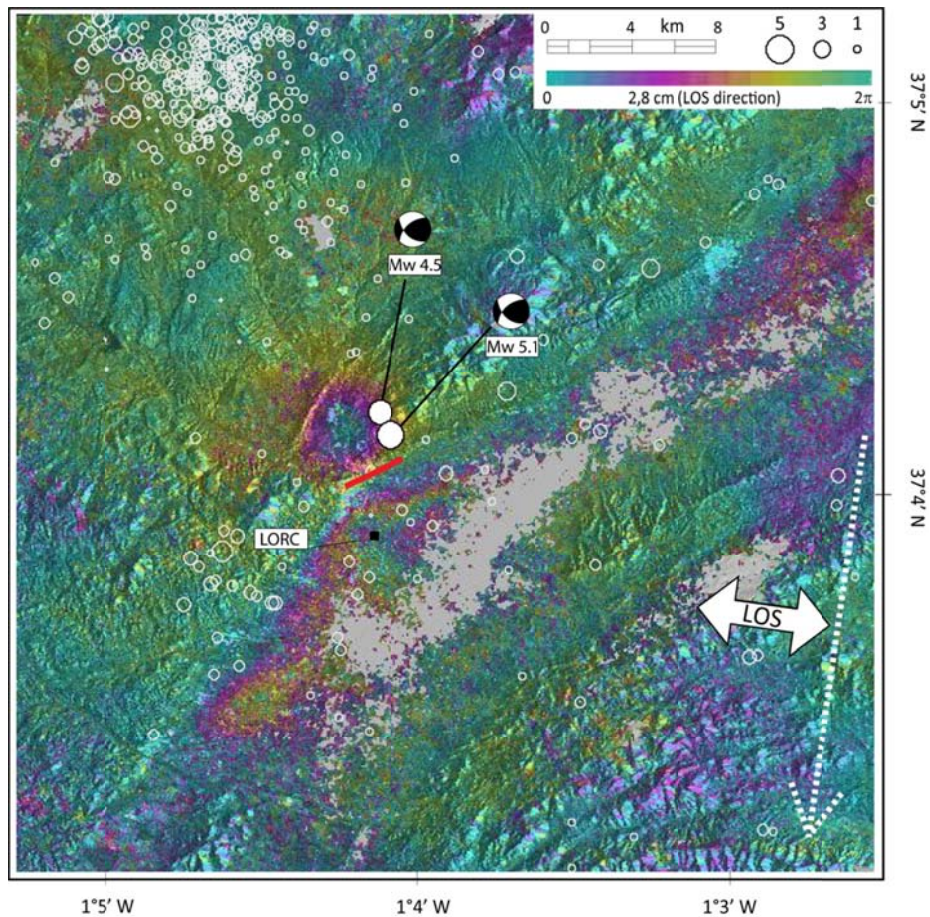 0 4 km 8
5 3 1
0 2,8 cm (LOS direction) 2π
37°5' N
Mw 4.5
Mw 5.1
37°4' N
LORC
LOS
1°5' W 1°4' W 1°3' W